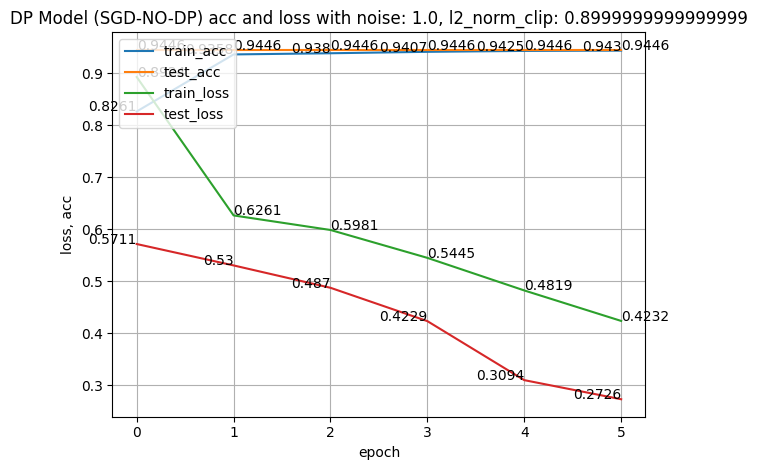 DP Model (SGD-NO-DP) acc and loss with noise: 1.0, l2_norm_clip: 0.8999999999999999
train_acc
test_acc
train_loss
test_loss
0.9446 0.9446 0.9446 0.9446 0.9446 0.9446
0.8261 0.938 0.9407 0.9425 0.943
0.6261 0.5981 0.5445 0.4819 0.4232
0.5711 0.53 0.487 0.4229 0.3094 0.2726
0.9
0.8
0.7
0.6
0.5
0.4
0.3
loss, acc
0 1 2 3 4 5
epoch